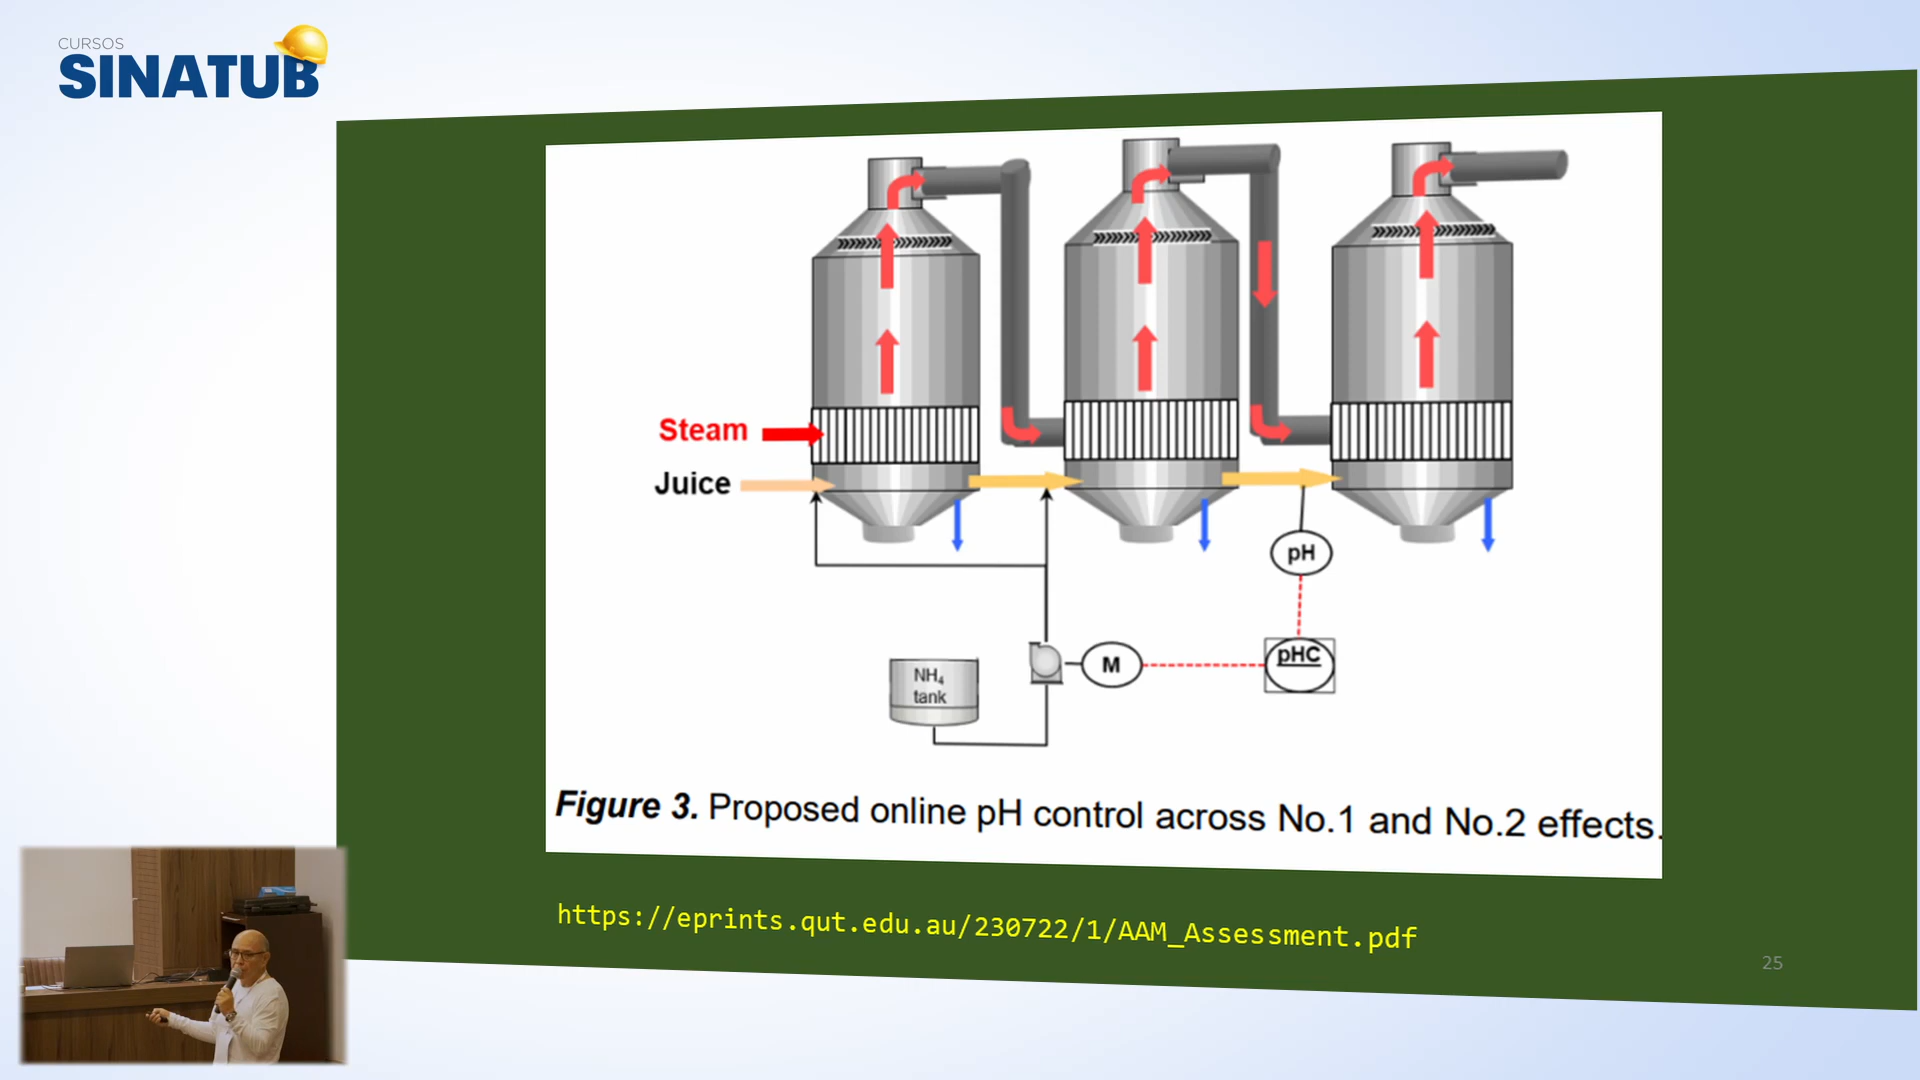 CURSOS
SINATUB
Steam
Juice
pH
pHC
M
NH₄
tank
Figure 3. Proposed online pH control across No.1 and No.2 effects.
https://eprints.qut.edu.au/230722/1/AAM_Assessment.pdf
25